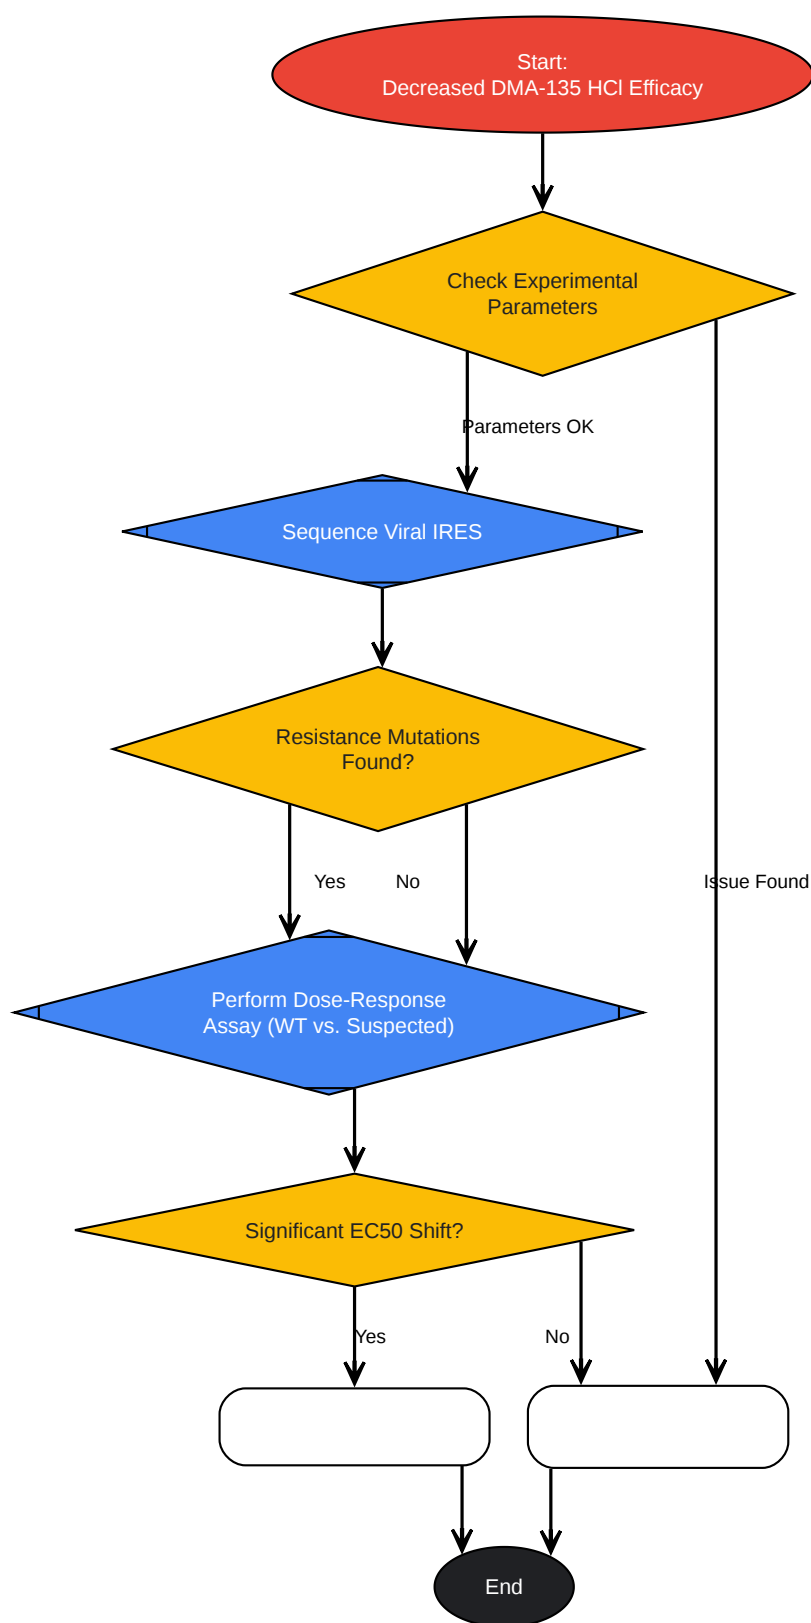 Start:
Decreased DMA-135 HCl Efficacy
Check Experimental
Parameters
Parameters OK
Sequence Viral IRES
Resistance Mutations
Found?
Yes
No
Issue Found
Perform Dose-Response
Assay (WT vs. Suspected)
Significant EC50 Shift?
Yes
No
End